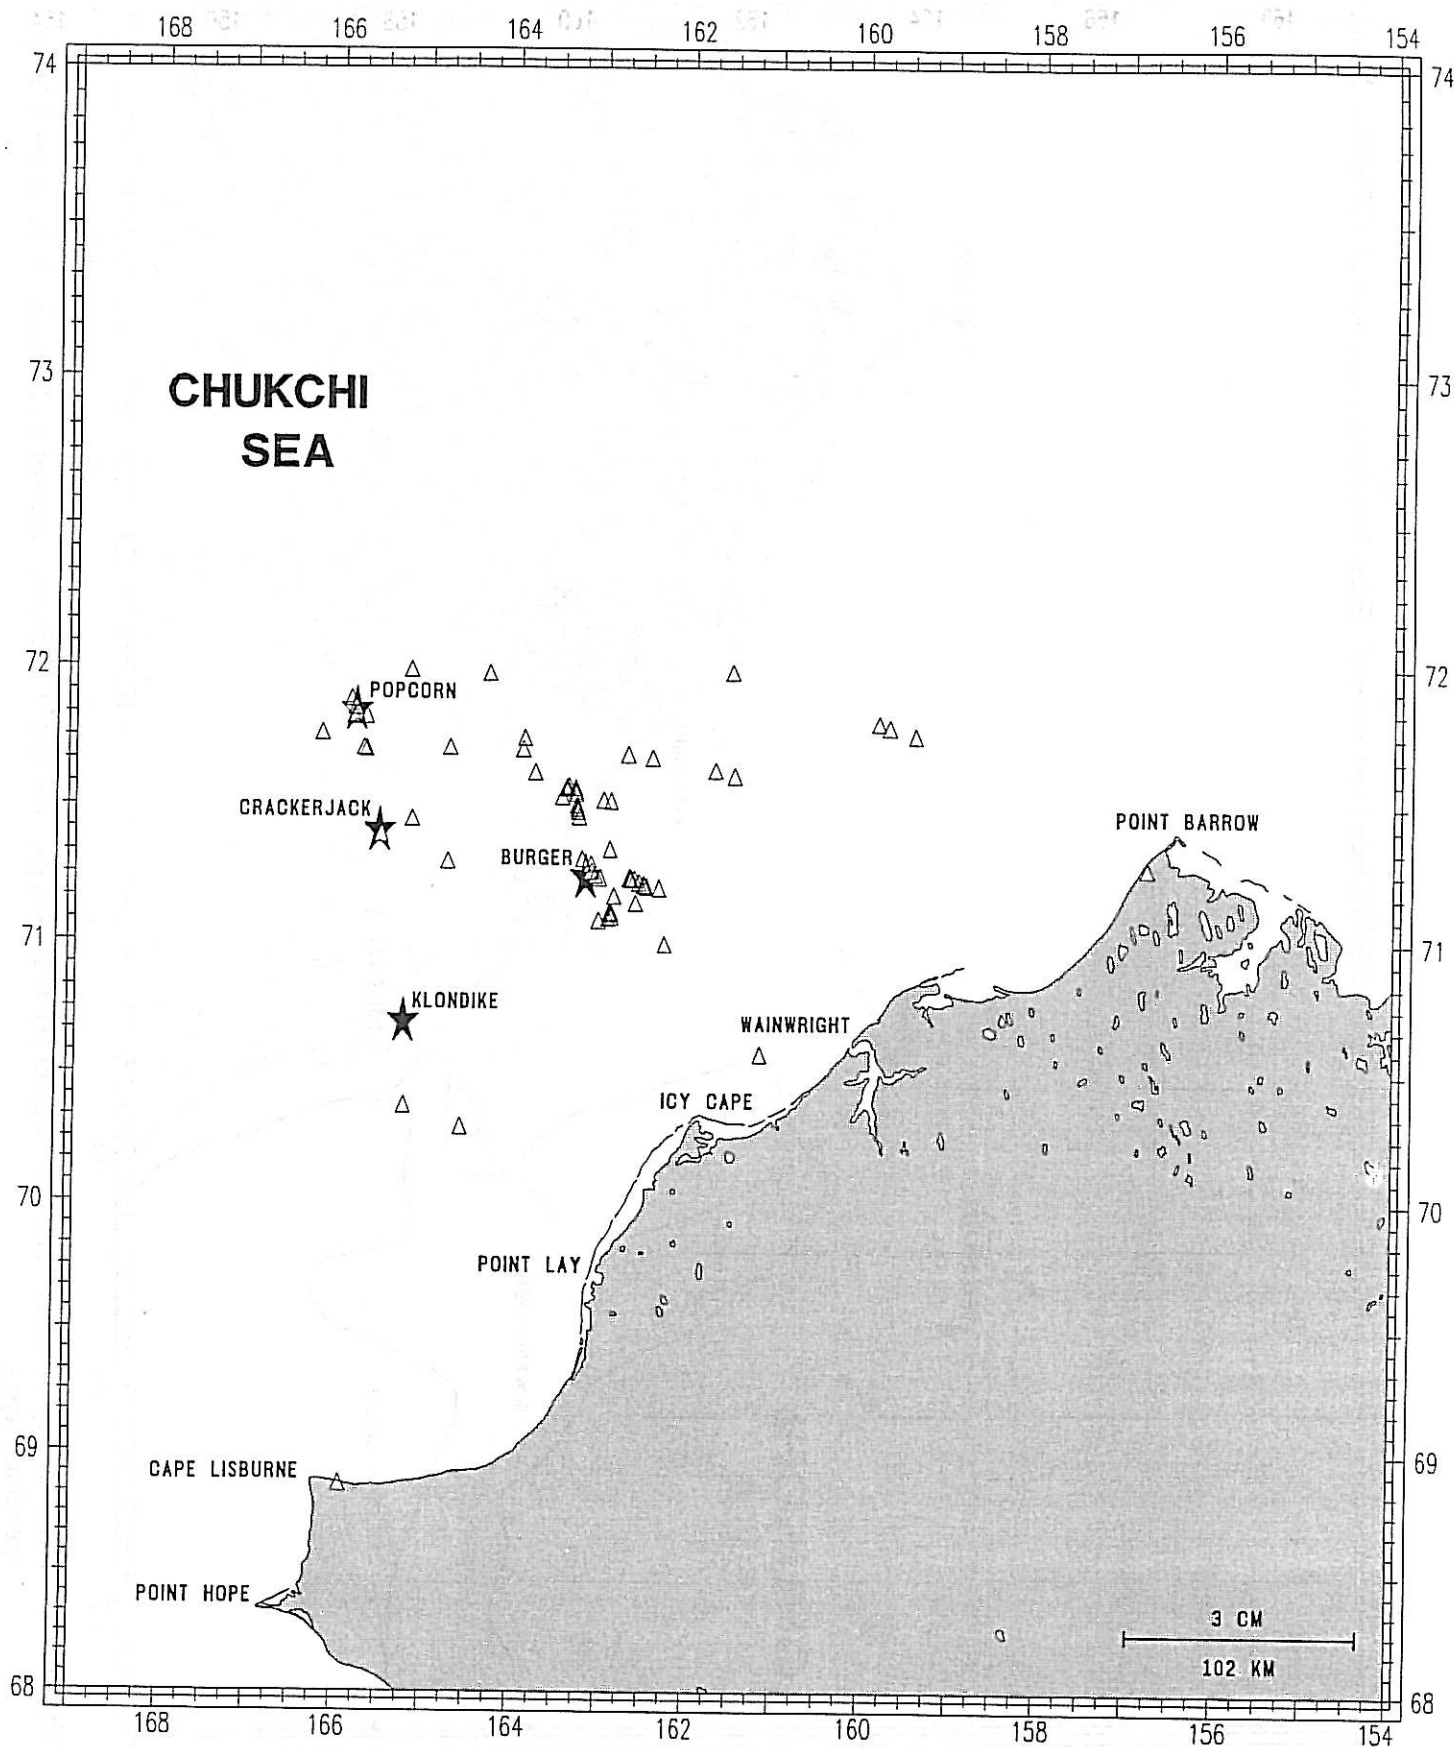 168 166 164 162 160 158 156 154
74 74
73 73
CHUKCHI
SEA
72 72
POPCORN
CRACKERJACK
POINT BARROW
BURGER
71 71
KLONDIKE
WAINWRIGHT
ICY CAPE
70 70
POINT LAY
69 69
CAPE LISBURNE
POINT HOPE
3 CM
102 KM
68 68
168 166 164 162 160 158 156 154